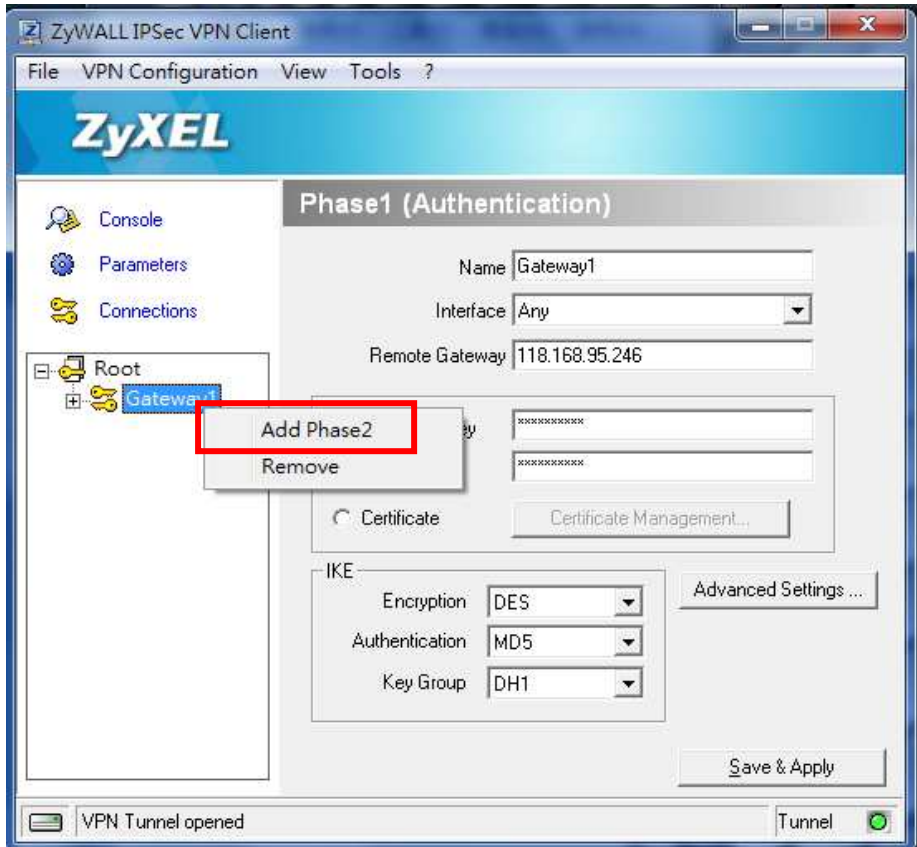 ZyWALL IPSec VPN Client
File VPN Configuration View Tools ?
ZyXEL
Console
Parameters
Connections
Root
Gateway1
Add Phase2
Remove
Phase1 (Authentication)
Name Gateway1
Interface Any
Remote Gateway 118.168.95.246
**********
**********
Certificate Certificate Management...
IKE
Encryption DES
Authentication MD5
Key Group DH1
Advanced Settings ...
Save & Apply
VPN Tunnel opened Tunnel